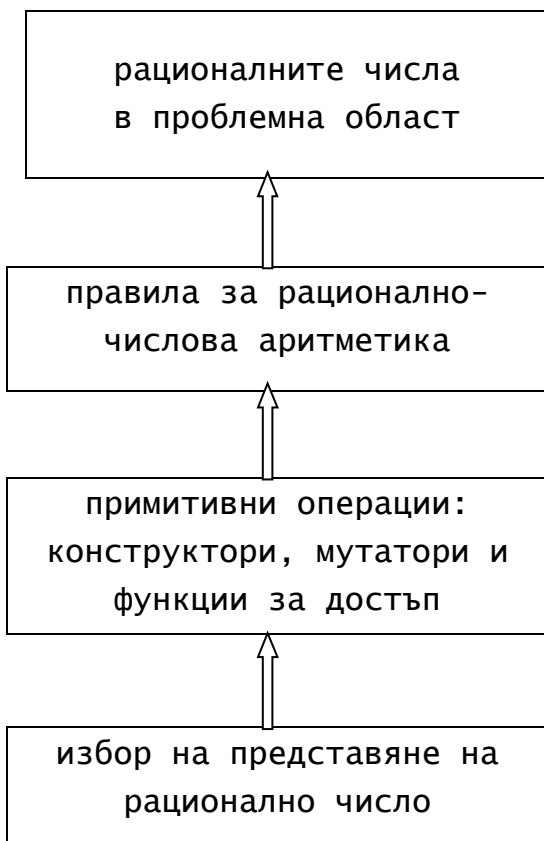 рационалните числа
в проблемна област
правила за рационално-
числова аритметика
примитивни операции:
конструктори, мутатори и
функции за достъп
избор на представяне на
рационално число